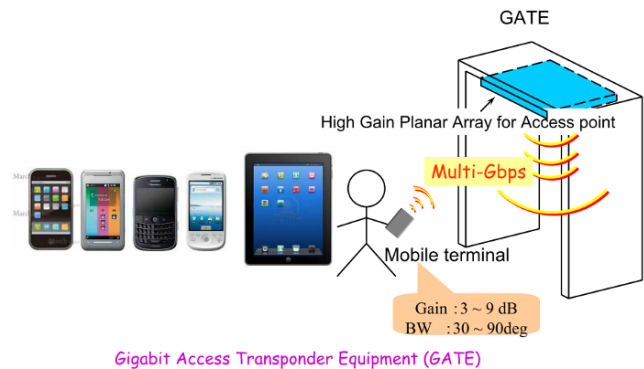 GATE
High Gain Planar Array for Access point
Multi-Gbps
Mobile terminal
Gain : 3 ~ 9 dB
BW : 30 ~ 90deg
Gigabit Access Transponder Equipment (GATE)